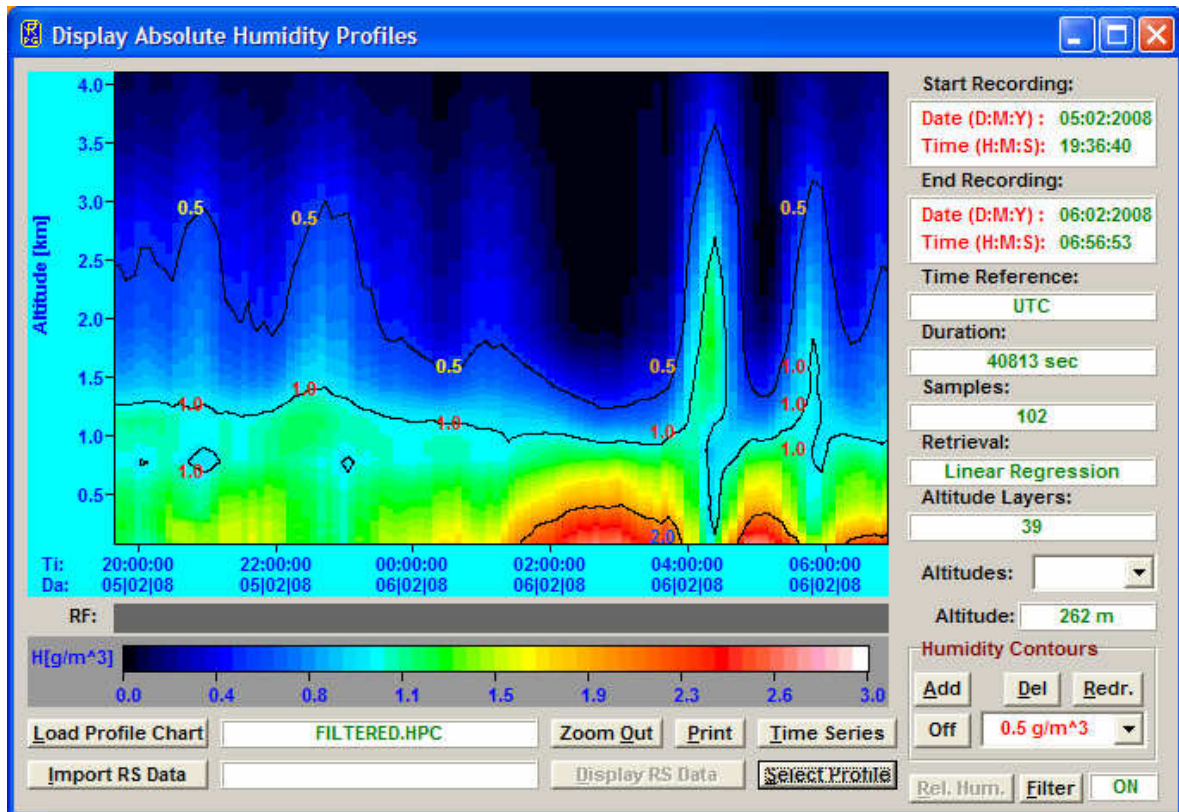 Display Absolute Humidity Profiles
Start Recording:
Date (D:M:Y) : 05:02:2008
Time (H:M:S): 19:36:40
End Recording:
Date (D:M:Y) : 06:02:2008
Time (H:M:S): 06:56:53
Time Reference:
UTC
Duration:
40813 sec
Samples:
102
Retrieval:
Linear Regression
Altitude Layers:
39
Altitudes:
Altitude: 262 m
Humidity Contours
Add Del Redr.
Off 0.5 g/m^3
Rel. Hum. Filter ON
Altitude [km]
4.0
3.5
3.0
2.5
2.0
1.5
1.0
0.5
0.5 0.5 0.5
0.5 0.5 1.0
1.0 1.0 1.0
1.0 1.0
1.0 1.0
2.0
Ti: 20:00:00 22:00:00 00:00:00 02:00:00 04:00:00 06:00:00
Da: 05|02|08 05|02|08 06|02|08 06|02|08 06|02|08 06|02|08
RF:
H[g/m^3]
0.0 0.4 0.8 1.1 1.5 1.9 2.3 2.6 3.0
Load Profile Chart FILTERED.HPC Zoom Out Print Time Series
Import RS Data Display RS Data Select Profile